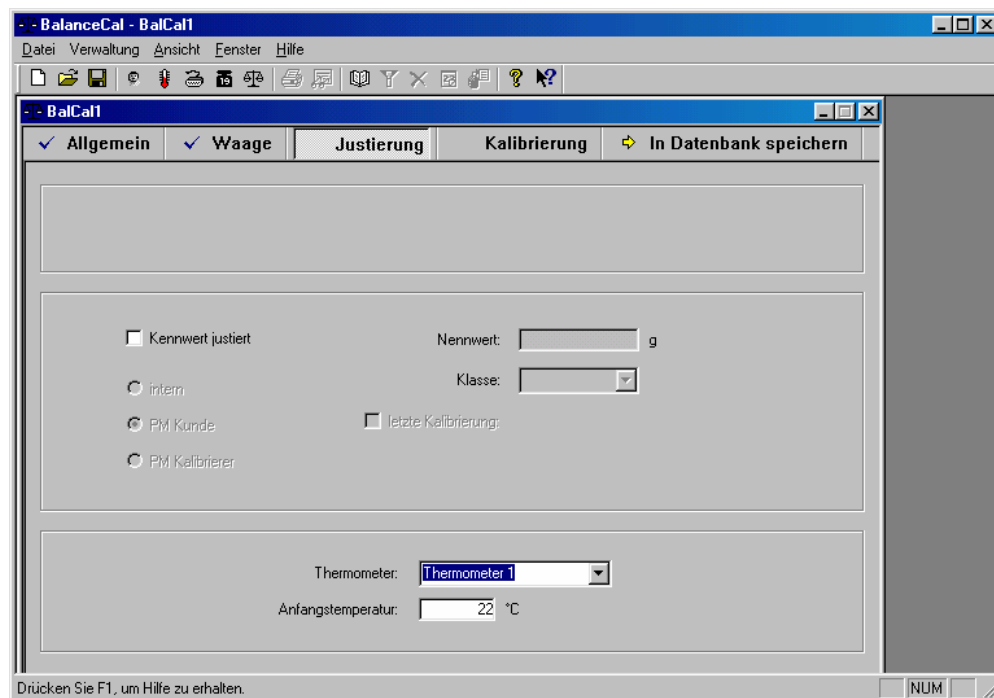 BalanceCal - BalCal1
Datei Verwaltung Ansicht Fenster Hilfe
BalCal1
Allgemein Waage Justierung Kalibrierung In Datenbank speichern
Kennwert justiert Nennwert: g
Klasse:
intern
letzte Kalibrierung:
PM Kunde
PM Kalibrierer
Thermometer: Thermometer 1
Anfangstemperatur: 22 °C
Drücken Sie F1, um Hilfe zu erhalten. NUM